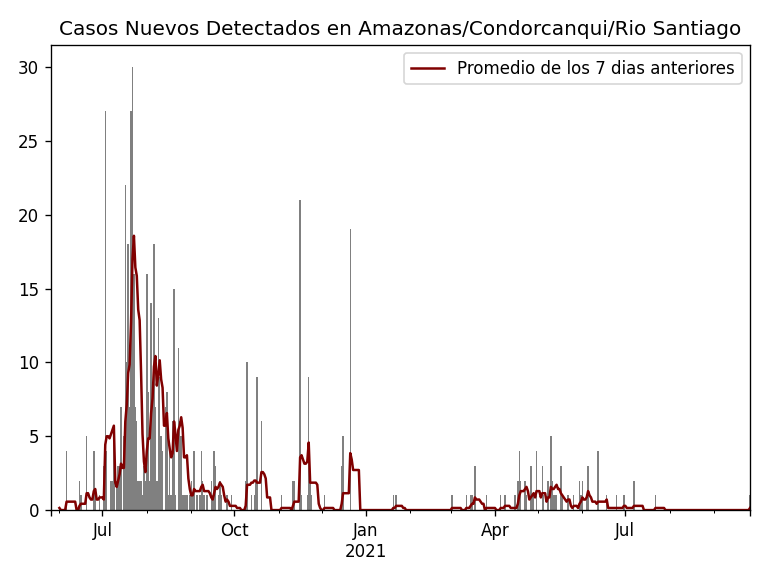 Casos Nuevos Detectados en Amazonas/Condorcanqui/Rio Santiago
Promedio de los 7 dias anteriores
30
25
20
15
10
5
0
Jul
Oct
Jan
2021
Apr
Jul